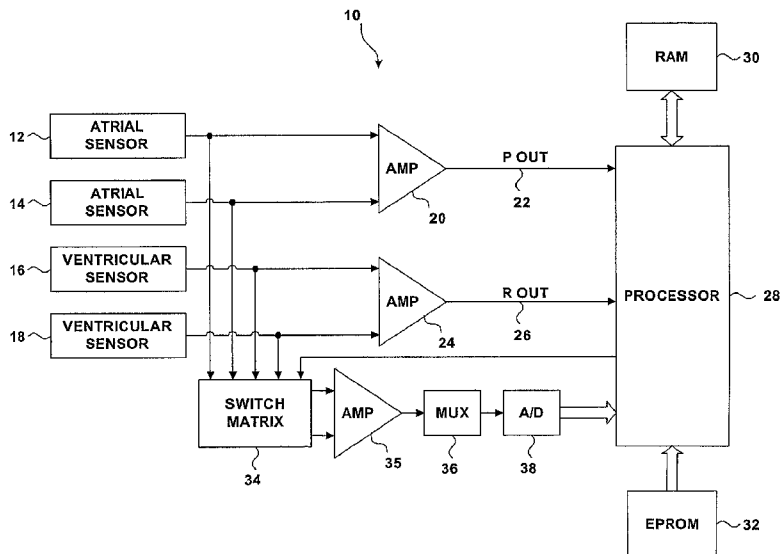 10
RAM
30
12
ATRIAL
SENSOR
AMP
20
P OUT
22
14
ATRIAL
SENSOR
16
VENTRICULAR
SENSOR
AMP
24
R OUT
26
PROCESSOR
28
18
VENTRICULAR
SENSOR
SWITCH
MATRIX
34
AMP
35
MUX
36
A/D
38
EPROM
32